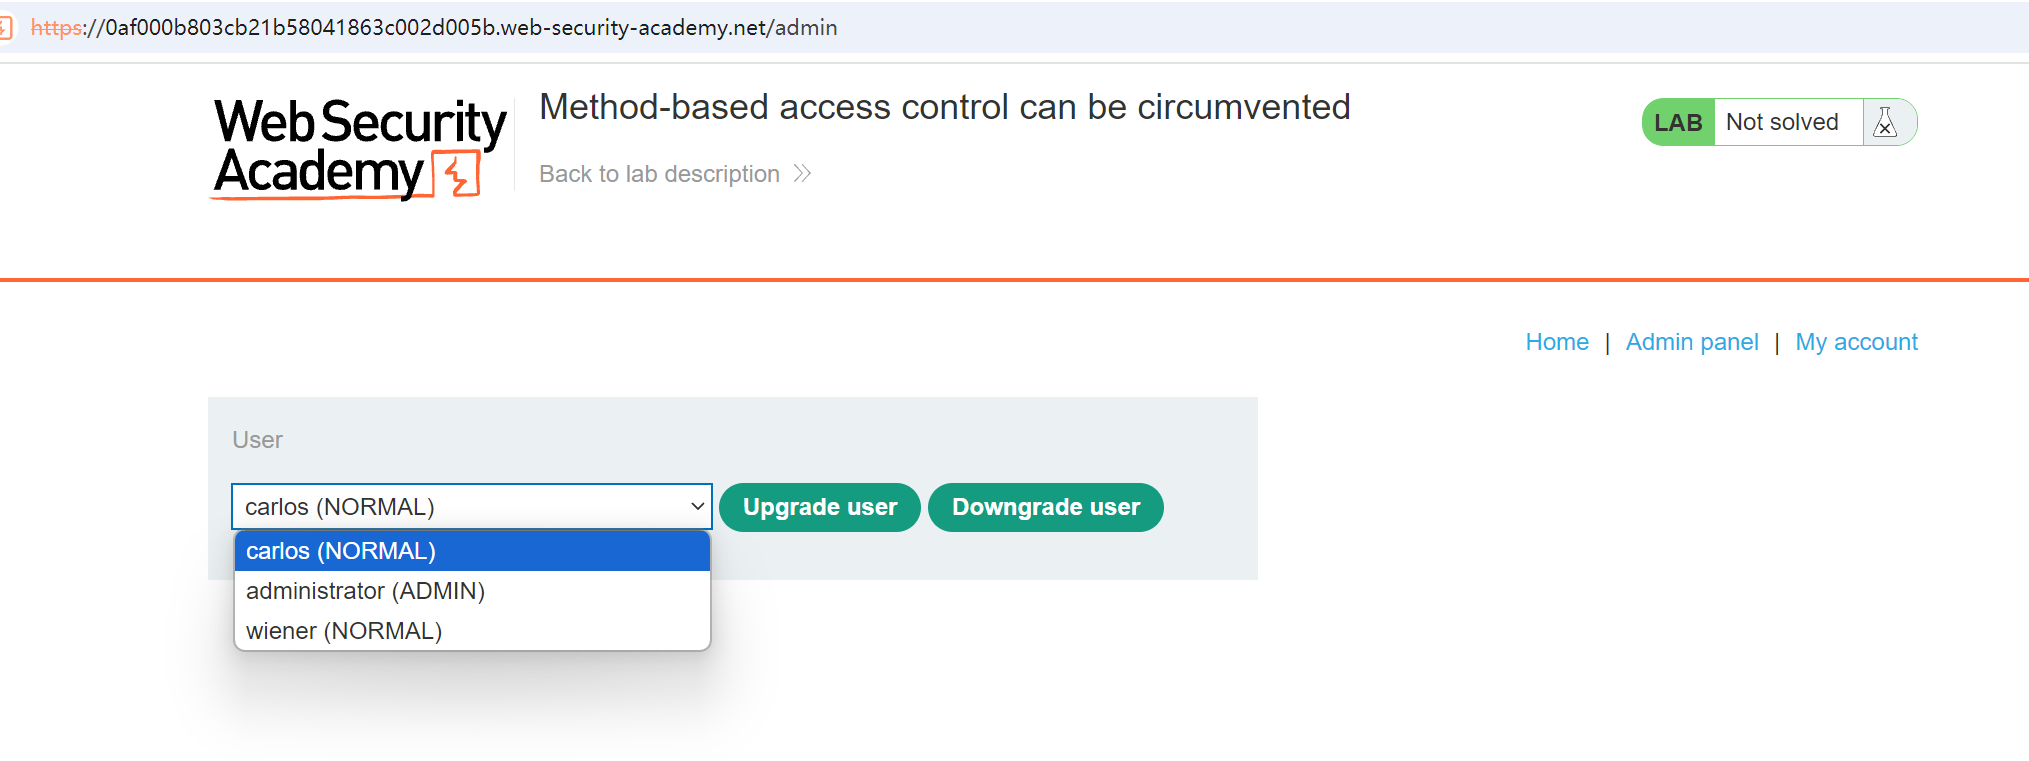 https://0af000b803cb21b58041863c002d005b.web-security-academy.net/admin
Web Security
Academy
Method-based access control can be circumvented
Back to lab description
LAB Not solved
Home | Admin panel | My account
User
carlos (NORMAL) Upgrade user Downgrade user
carlos (NORMAL)
administrator (ADMIN)
wiener (NORMAL)